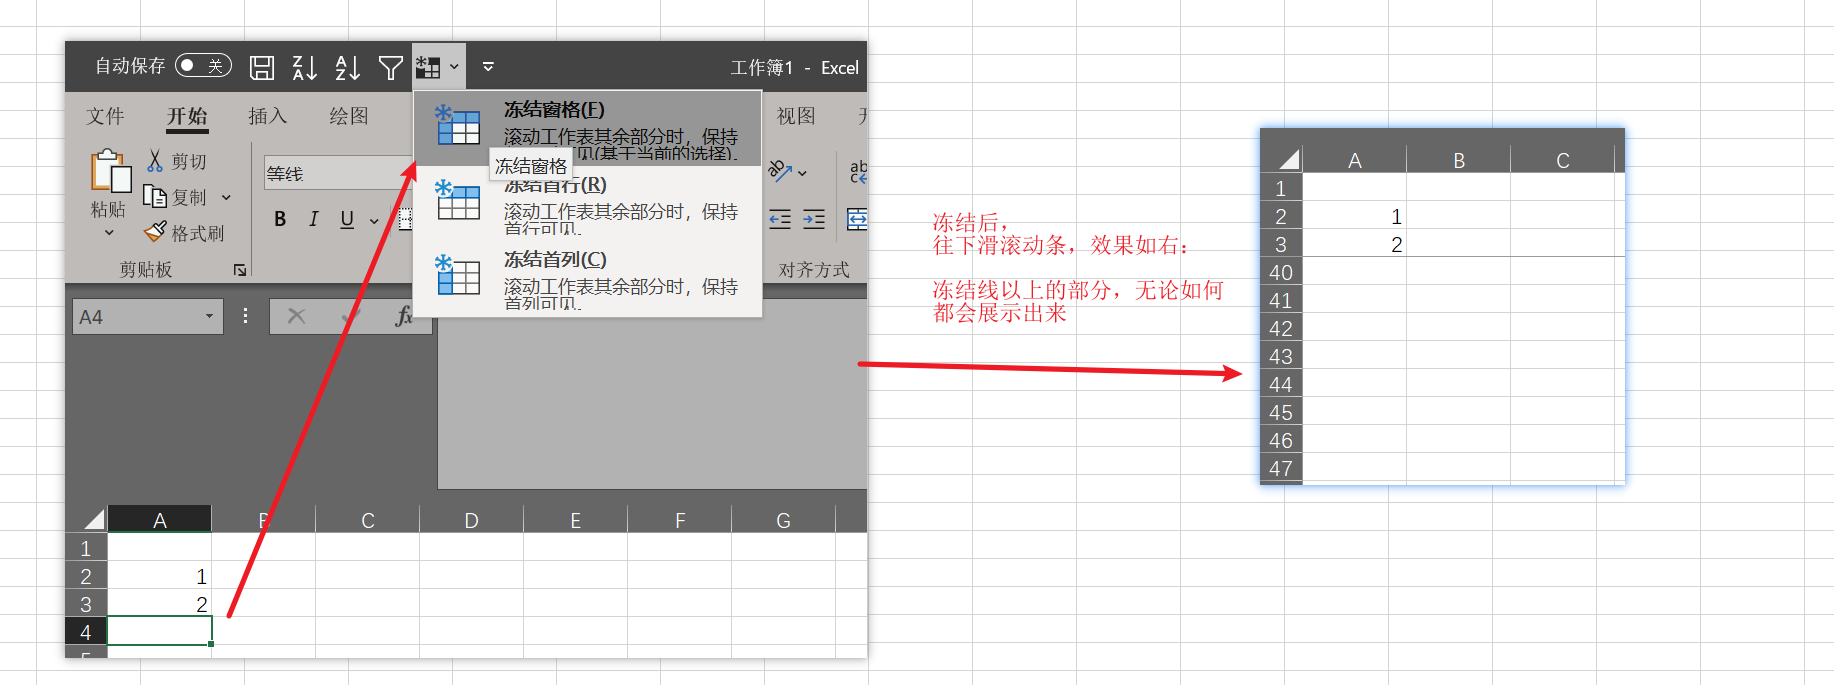 自动保存 关 工作簿1 - Excel
文件 开始 插入 绘图 视图
冻结窗格(F)
滚动工作表其余部分时，保持
可见(基于当前的选择).
冻结窗格
冻结首行(R)
滚动工作表其余部分时，保持
首行可见.
冻结首列(C)
滚动工作表其余部分时，保持
首列可见.
剪切
复制
格式刷
粘贴
剪贴板
等线
B I U
ab
对齐方式
A4 fx
A B C D E F G
1
2 1
3 2
4
5
冻结后，
往下滑滚动条，效果如右：
冻结线以上的部分，无论如何
都会展示出来
A B C
1
2 1
3 2
40
41
42
43
44
45
46
47